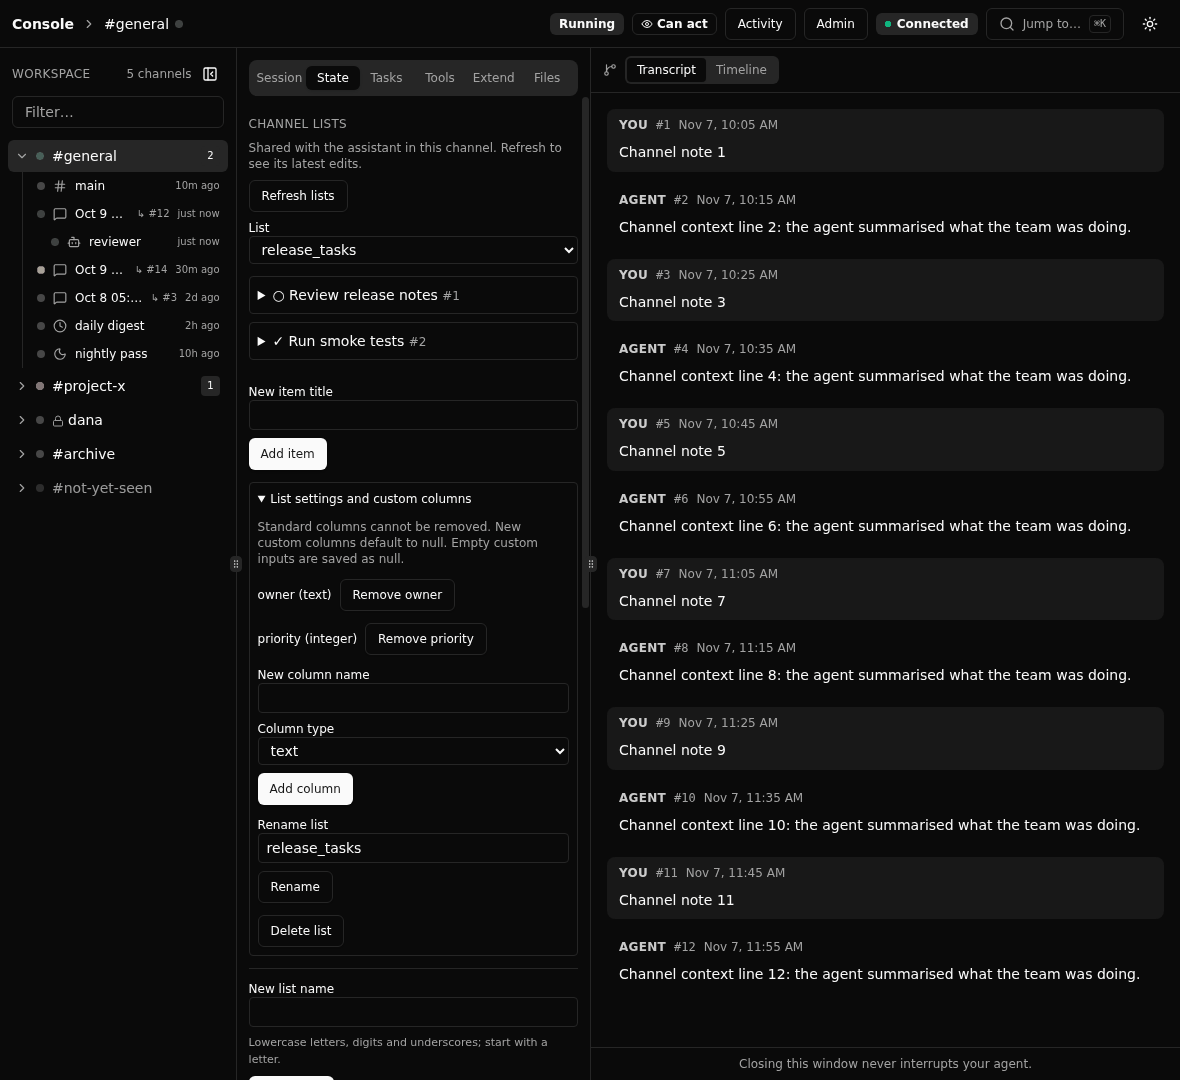 Console > #general
Running
Can act
Activity
Admin
Connected
Jump to… ⌘K
WORKSPACE 5 channels
Filter…
#general 2
main 10m ago
Oct 9 … ↳ #12 just now
reviewer just now
Oct 9 … ↳ #14 30m ago
Oct 8 05:… ↳ #3 2d ago
daily digest 2h ago
nightly pass 10h ago
#project-x 1
dana
#archive
#not-yet-seen
Session State Tasks Tools Extend Files
CHANNEL LISTS
Shared with the assistant in this channel. Refresh to
see its latest edits.
Refresh lists
List
release_tasks
▶ ○ Review release notes #1
▶ ✓ Run smoke tests #2
New item title
Add item
▼ List settings and custom columns
Standard columns cannot be removed. New
custom columns default to null. Empty custom
inputs are saved as null.
owner (text) Remove owner
priority (integer) Remove priority
New column name
Column type
text
Add column
Rename list
release_tasks
Rename
Delete list
New list name
Lowercase letters, digits and underscores; start with a
letter.
Transcript Timeline
YOU #1 Nov 7, 10:05 AM
Channel note 1
AGENT #2 Nov 7, 10:15 AM
Channel context line 2: the agent summarised what the team was doing.
YOU #3 Nov 7, 10:25 AM
Channel note 3
AGENT #4 Nov 7, 10:35 AM
Channel context line 4: the agent summarised what the team was doing.
YOU #5 Nov 7, 10:45 AM
Channel note 5
AGENT #6 Nov 7, 10:55 AM
Channel context line 6: the agent summarised what the team was doing.
YOU #7 Nov 7, 11:05 AM
Channel note 7
AGENT #8 Nov 7, 11:15 AM
Channel context line 8: the agent summarised what the team was doing.
YOU #9 Nov 7, 11:25 AM
Channel note 9
AGENT #10 Nov 7, 11:35 AM
Channel context line 10: the agent summarised what the team was doing.
YOU #11 Nov 7, 11:45 AM
Channel note 11
AGENT #12 Nov 7, 11:55 AM
Channel context line 12: the agent summarised what the team was doing.
Closing this window never interrupts your agent.